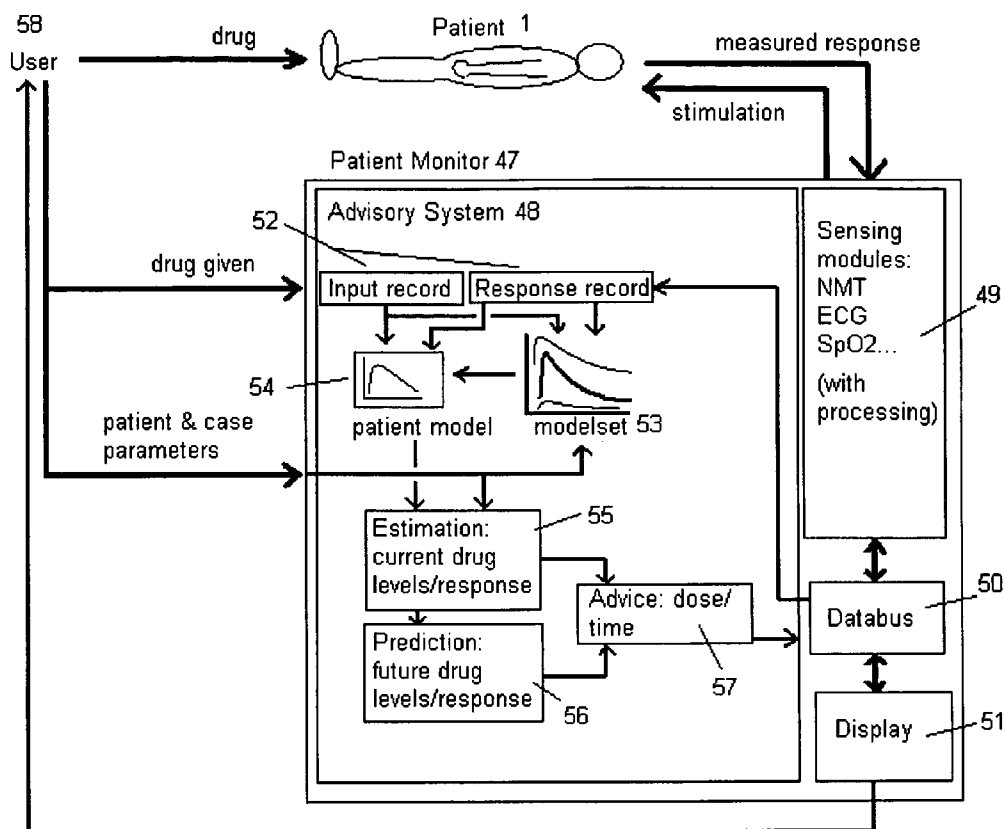 58
User
drug
Patient 1
measured response
stimulation
Patient Monitor 47
Advisory System 48
52
drug given
Input record
Response record
Sensing
modules:
NMT
ECG
SpO2...
(with
processing)
49
54
patient model
modelset 53
patient & case
parameters
Estimation:
current drug
levels/response
55
Prediction:
future drug
levels/response
56
Advice: dose/
time
57
Databus
50
Display
51